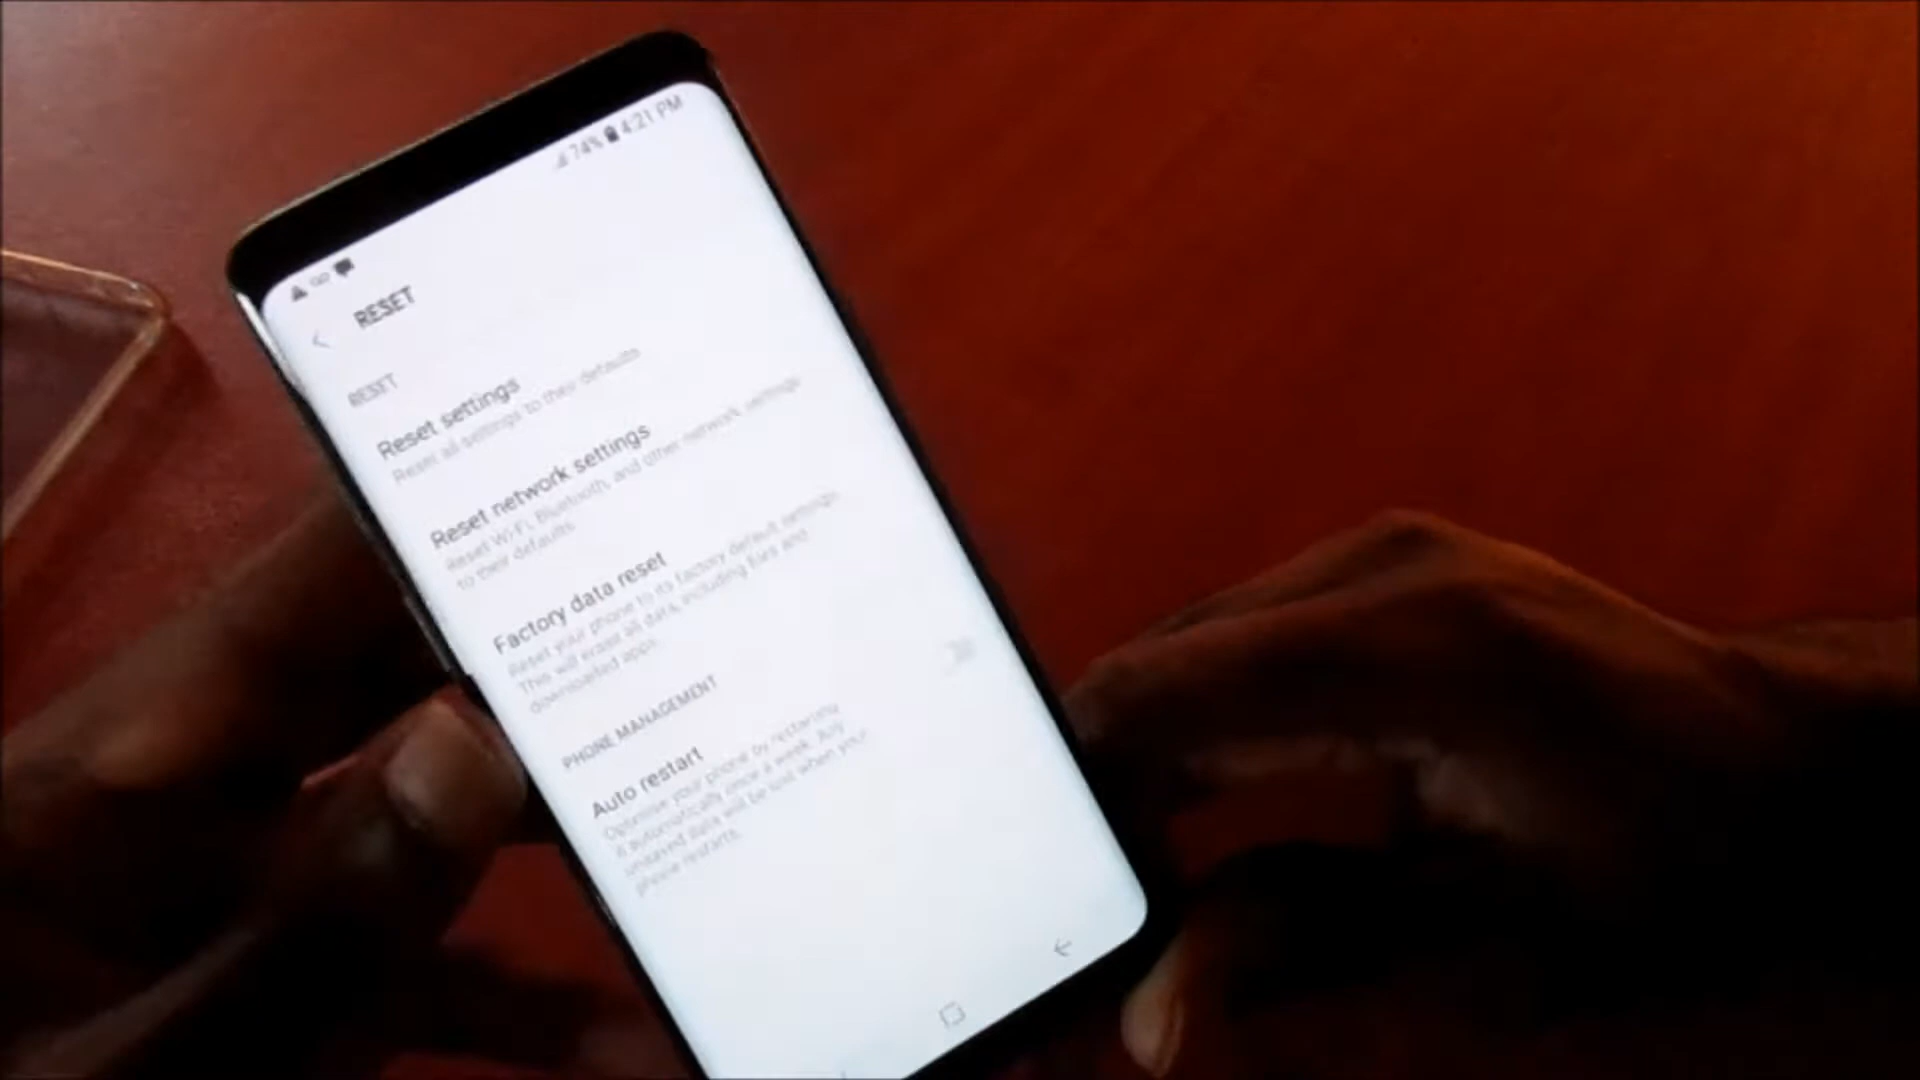 74% 4:21 PM
RESET
RESET
Reset settings
Reset all settings to their defaults
Reset network settings
Reset Wi-Fi, Bluetooth, and other network settings
to their defaults.
Factory data reset
Reset your phone to its factory default settings.
This will erase all data, including files and
downloaded apps.
PHONE MANAGEMENT
Auto restart
Optimise your phone by restarting
it automatically once a week. Any
unsaved data will be lost when your
phone restarts.